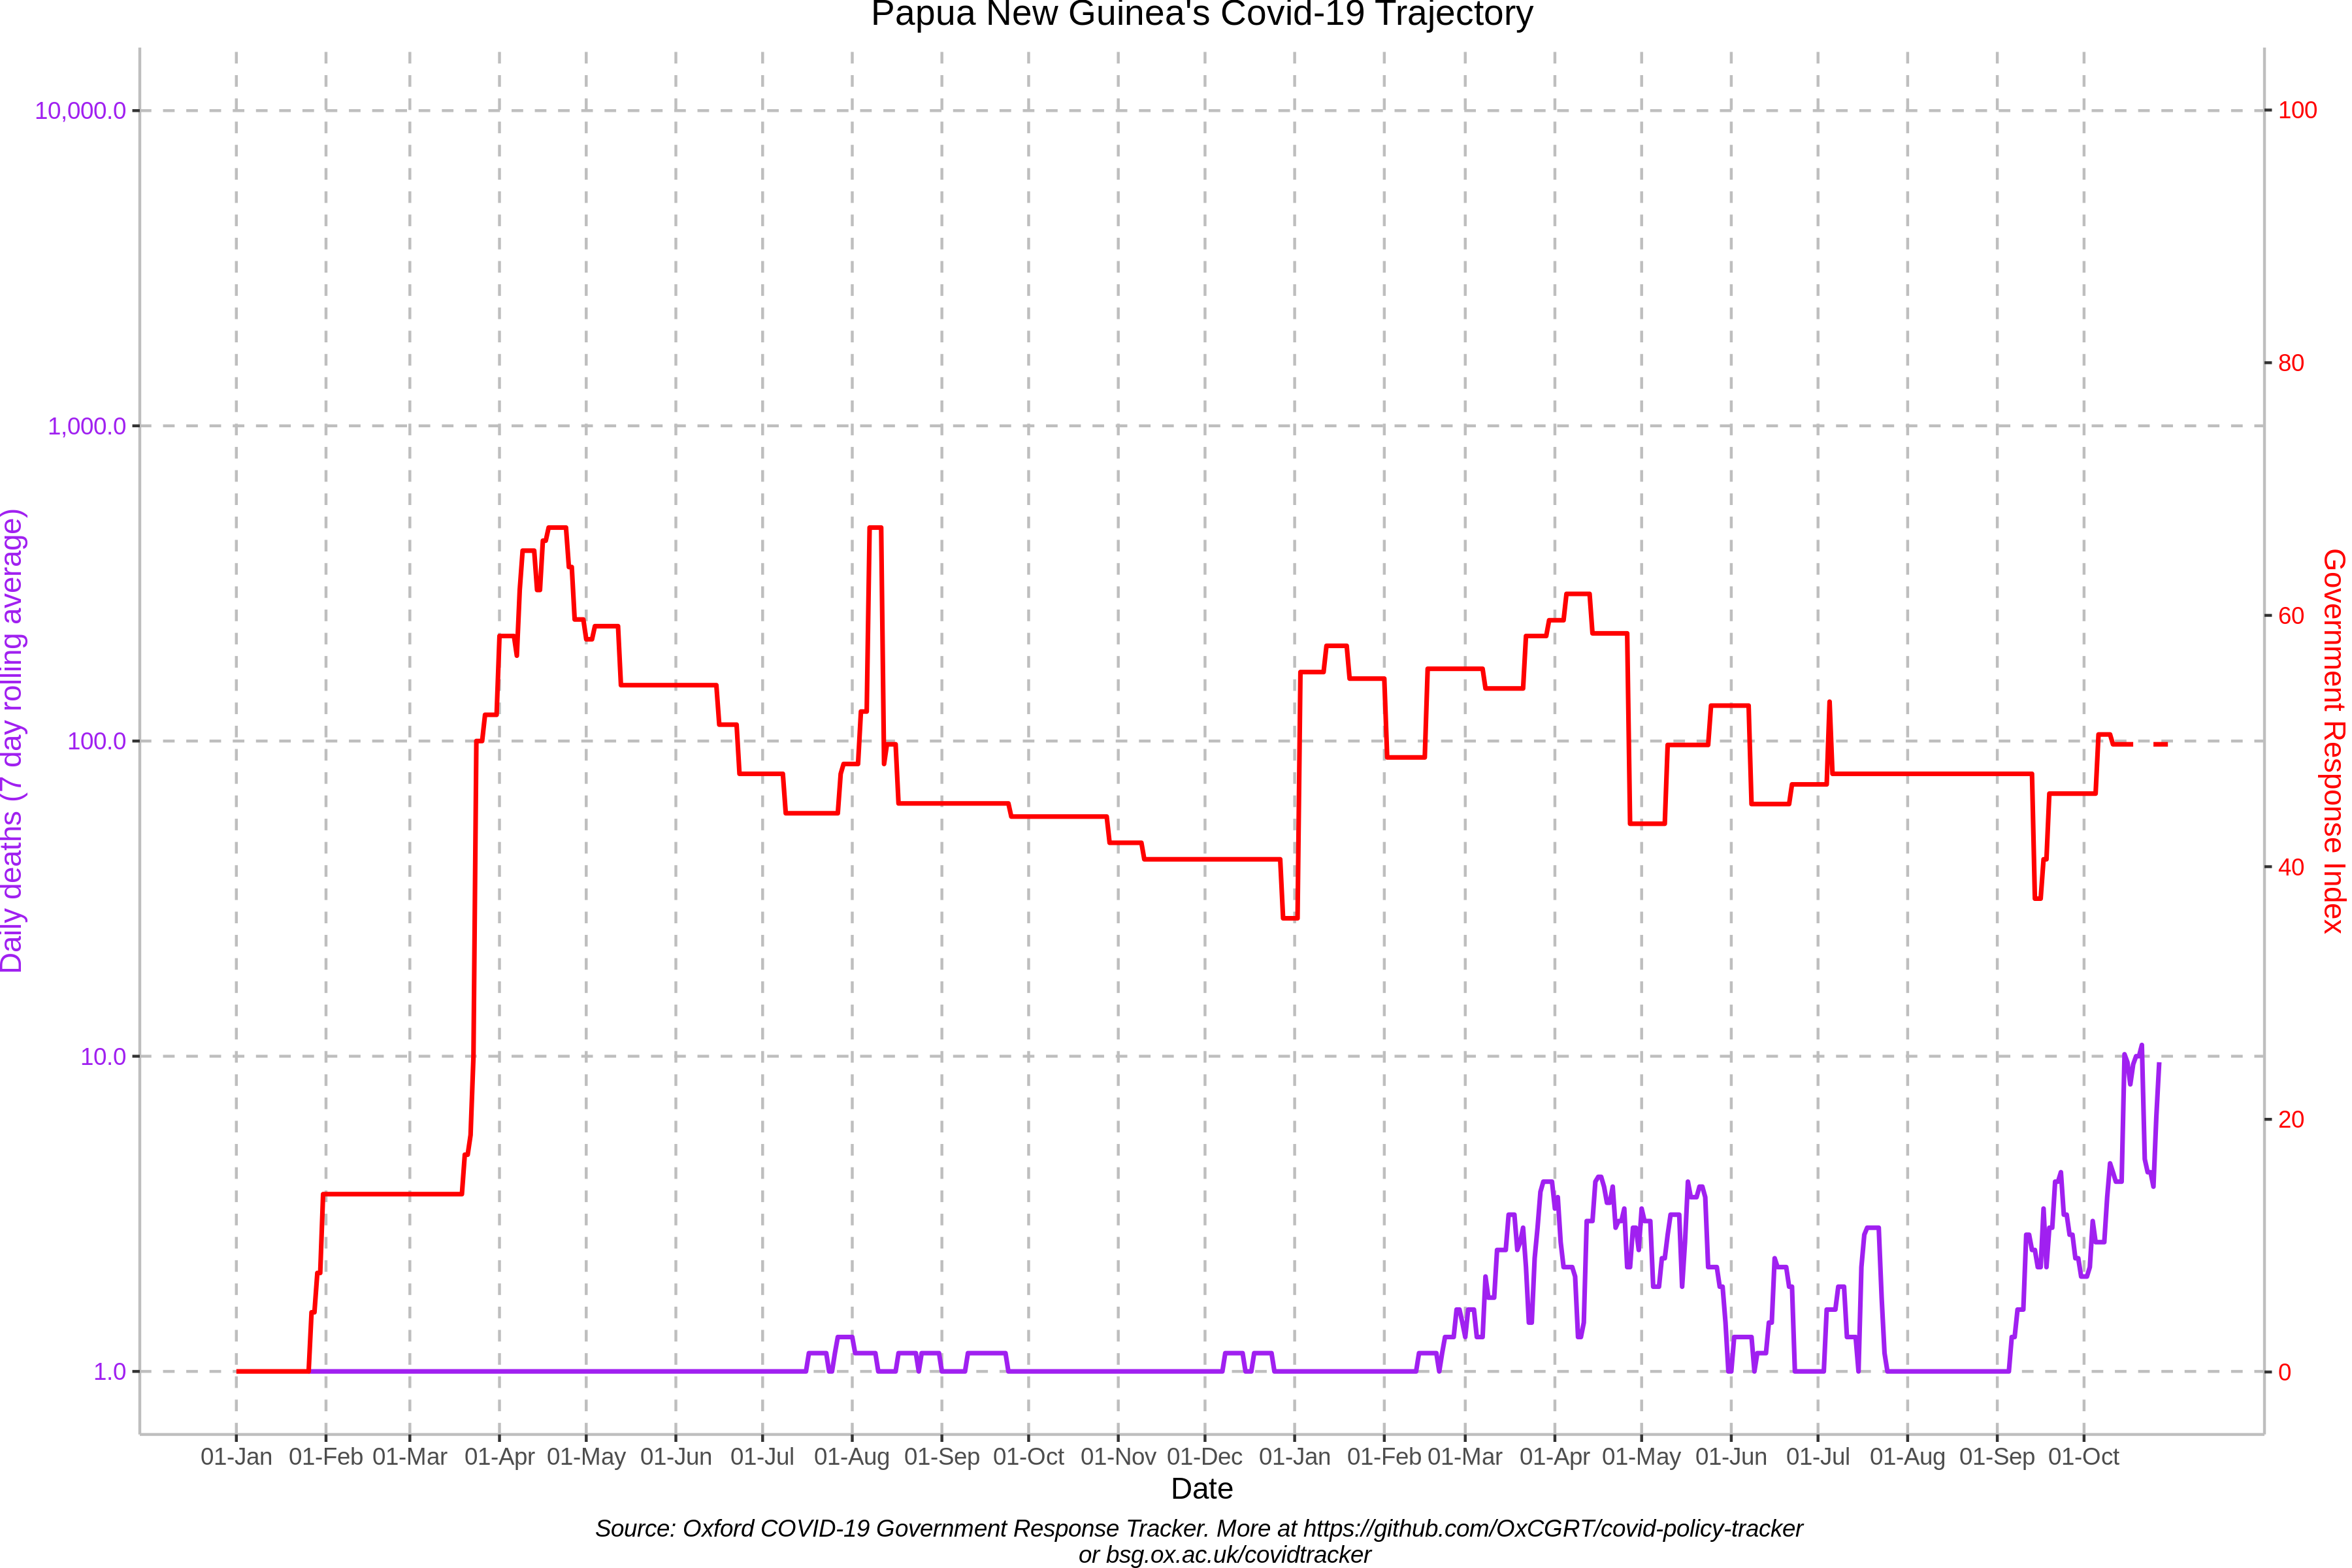 Papua New Guinea's Covid-19 Trajectory
10,000.0
1,000.0
100.0
10.0
1.0
Daily deaths (7 day rolling average)
100
80
60
40
20
0
Government Response Index
01-Jan 01-Feb 01-Mar 01-Apr 01-May 01-Jun 01-Jul 01-Aug 01-Sep 01-Oct 01-Nov 01-Dec 01-Jan 01-Feb 01-Mar 01-Apr 01-May 01-Jun 01-Jul 01-Aug 01-Sep 01-Oct
Date
Source: Oxford COVID-19 Government Response Tracker. More at https://github.com/OxCGRT/covid-policy-tracker
or bsg.ox.ac.uk/covidtracker